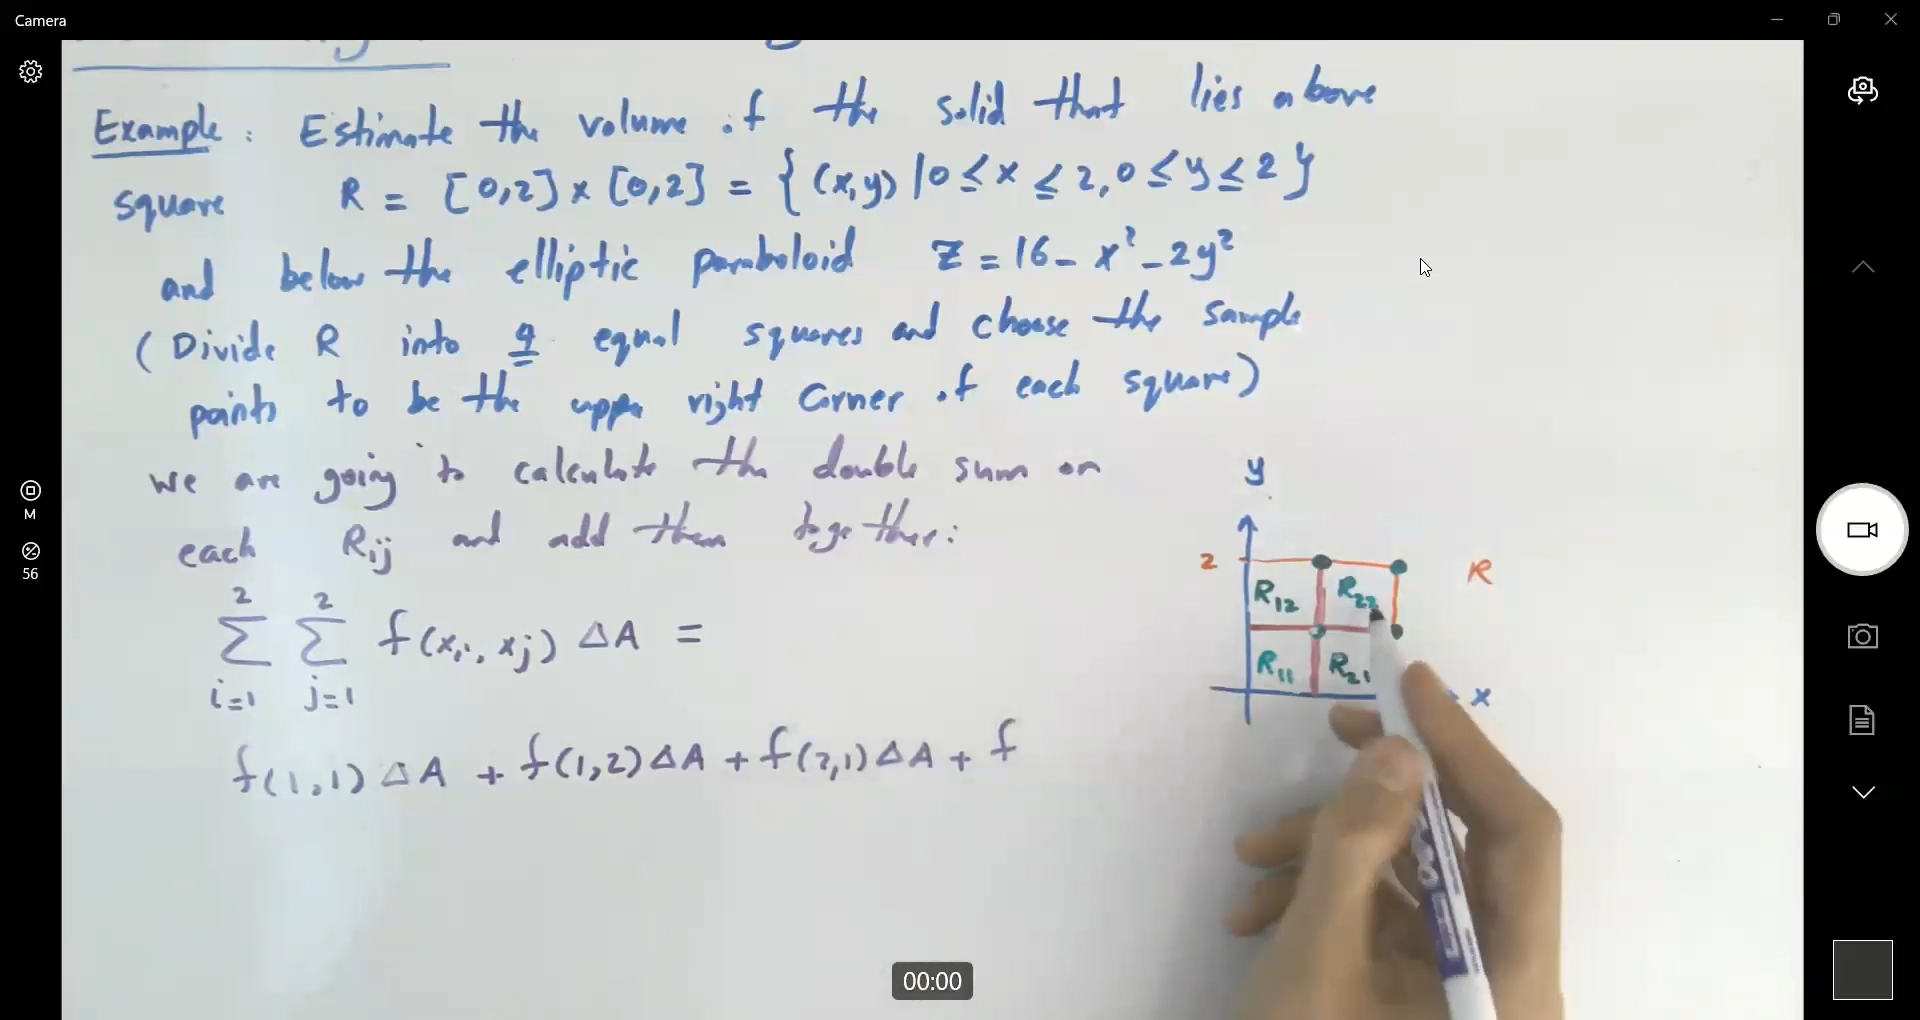 Camera
Example: Estimate the volume of the solid that lies above
square R = [0,2] x [0,2] = {(x,y) | 0 ≤ x ≤ 2, 0 ≤ y ≤ 2}
and below the elliptic paraboloid z = 16 - x² - 2y²
(Divide R into 4 equal squares and choose the sample
points to be the upper right corner of each square)
we are going to calculate the double sum on
each Rij and add them together:
2 2
Σ Σ f(xi, xj) ΔA =
i=1 j=1
f(1,1) ΔA + f(1,2) ΔA + f(2,1) ΔA + f
y
2
R
R12 R22
R11 R21
x
M
56
00:00